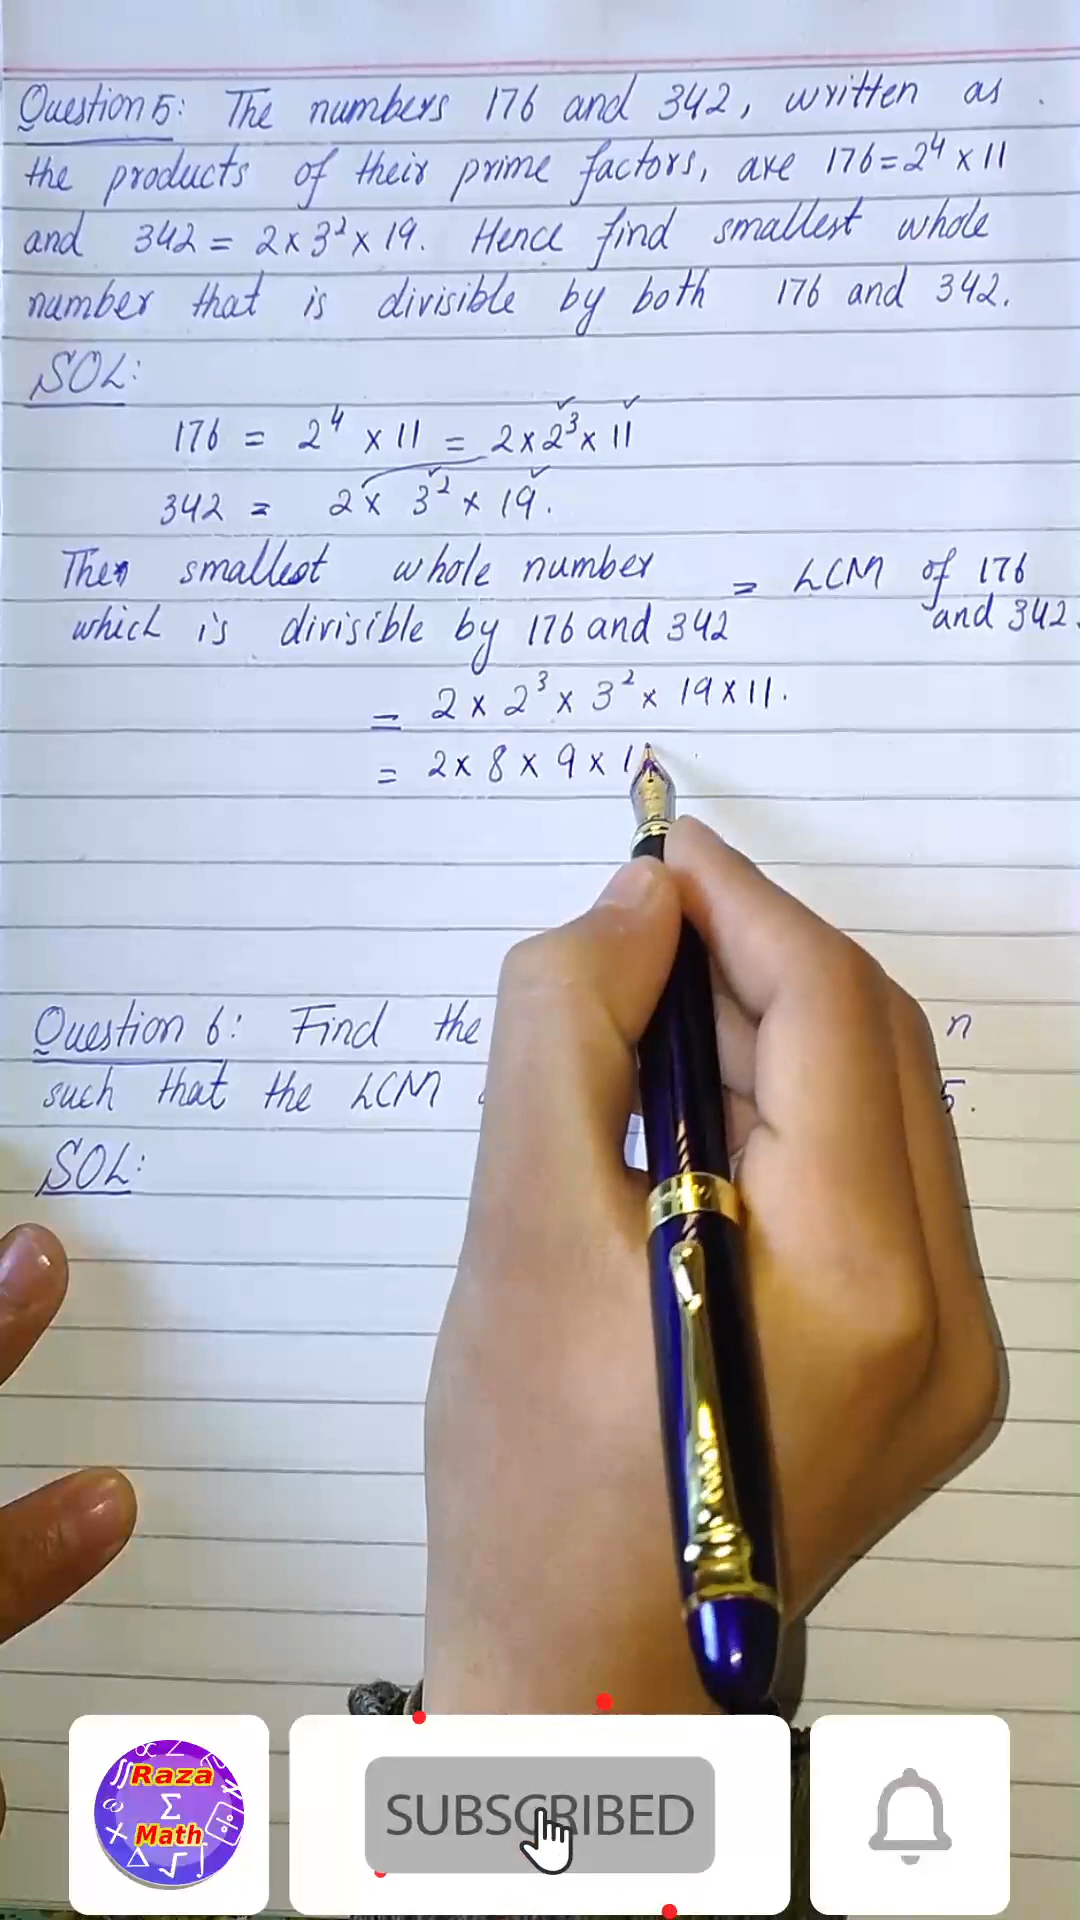 Question 5: The numbers 176 and 342, written as
the products of their prime factors, are 176 = 2⁴ × 11
and 342 = 2 × 3² × 19. Hence find smallest whole
number that is divisible by both 176 and 342.
SOL:
176 = 2⁴ × 11 = 2 × 2³ × 11
342 = 2 × 3² × 19.
The smallest whole number
which is divisible by 176 and 342
= LCM of 176
and 342.
= 2 × 2³ × 3² × 19 × 11.
= 2 × 8 × 9 × 1
Question 6: Find the n
such that the LCM 5.
SOL:
Raza
Σ
Math
SUBSCRIBED